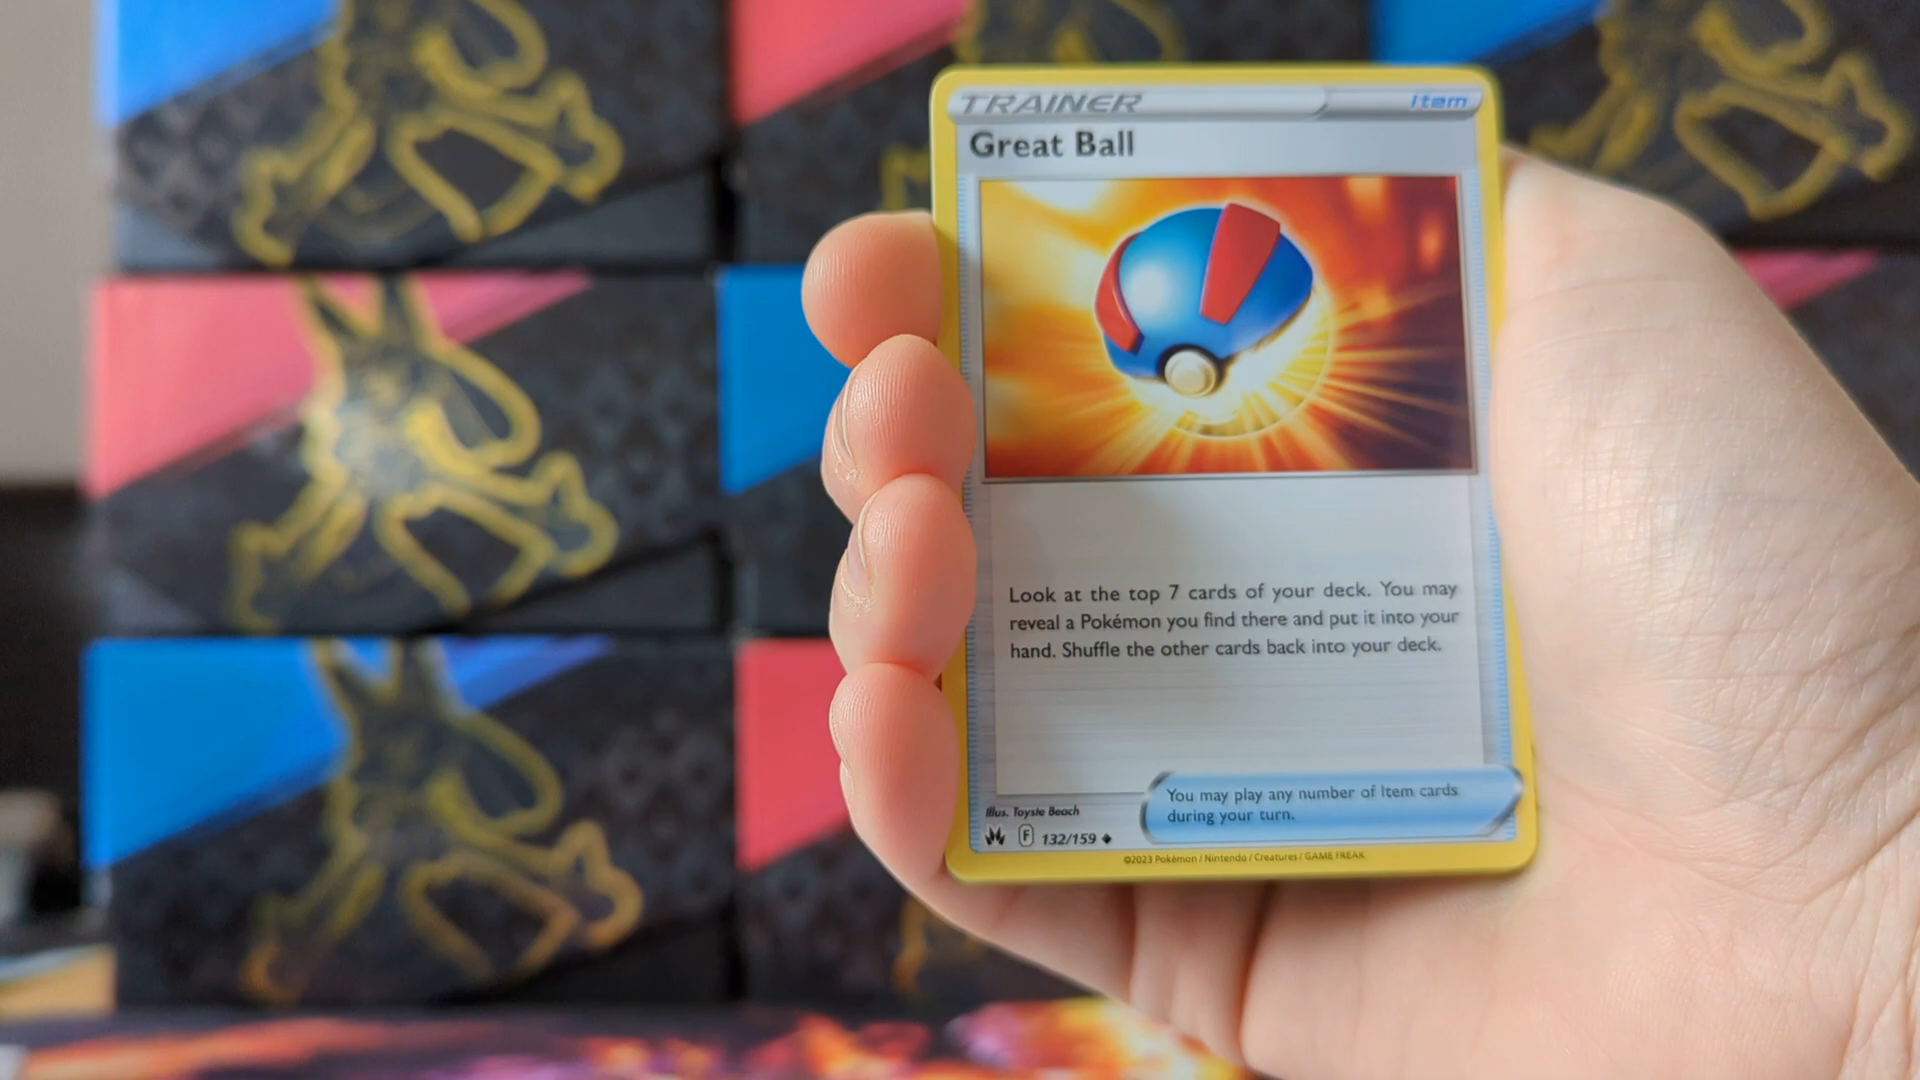 TRAINER
Item
Great Ball
Look at the top 7 cards of your deck. You may
reveal a Pokémon you find there and put it into your
hand. Shuffle the other cards back into your deck.
You may play any number of Item cards
during your turn.
Illus. Toyste Beach
F 132/159
©2023 Pokémon / Nintendo / Creatures / GAME FREAK